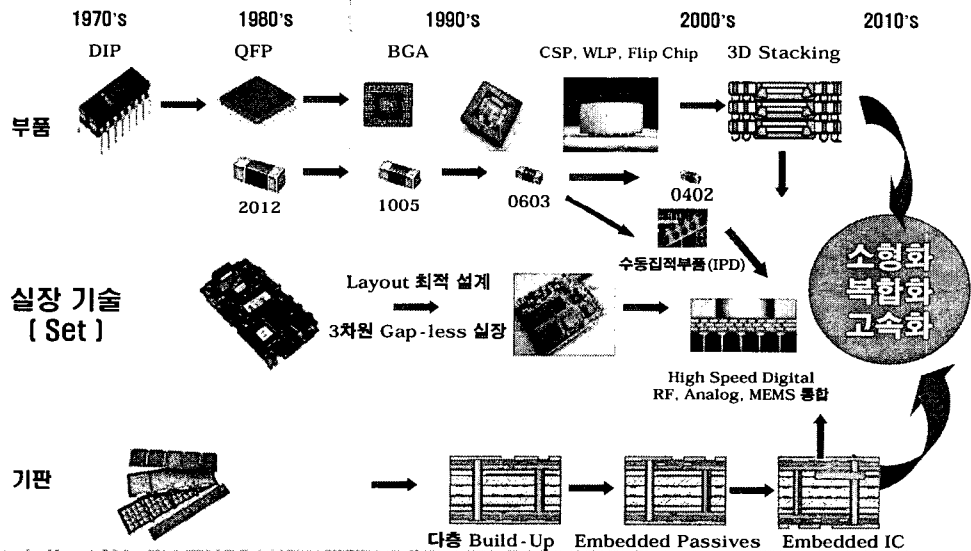 1970's 1980's 1990's 2000's 2010's
DIP QFP BGA CSP, WLP, Flip Chip 3D Stacking
부품
2012 1005 0603 0402
수동집적부품(IPD)
소형화
복합화
고속화
실장 기술
( Set )
Layout 최적 설계
3차원 Gap-less 실장
High Speed Digital
RF, Analog, MEMS 통합
기판
다층 Build-Up Embedded Passives Embedded IC